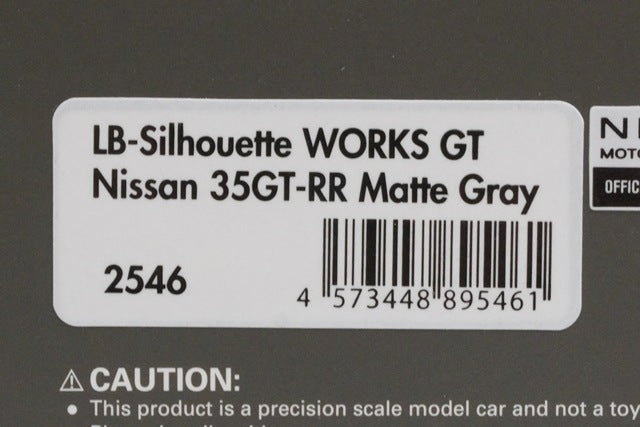 LB-Silhouette WORKS GT
Nissan 35GT-RR Matte Gray
2546
4 573448 895461
CAUTION:
• This product is a precision scale model car and not a toy